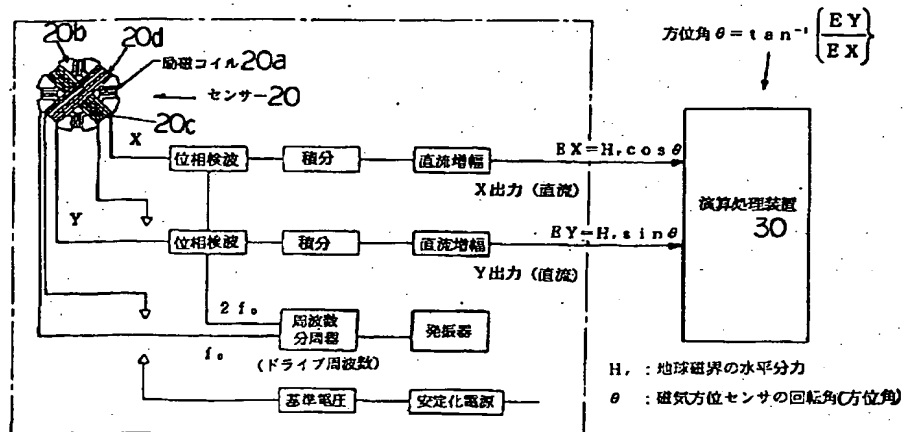 20b
20d
励磁コイル20a
センサー20
20c
方位角θ=tan⁻¹{EY/EX}
X
位相検波
積分
直流増幅
EX=H,cosθ
X出力(直流)
演算処理装置
30
Y
位相検波
積分
直流増幅
EY=H,sinθ
Y出力(直流)
2f₀
周波数
分周器
発振器
f₀
(ドライブ周波数)
基準電圧
安定化電源
H,:地球磁界の水平分力
θ:磁気方位センサの回転角(方位角)